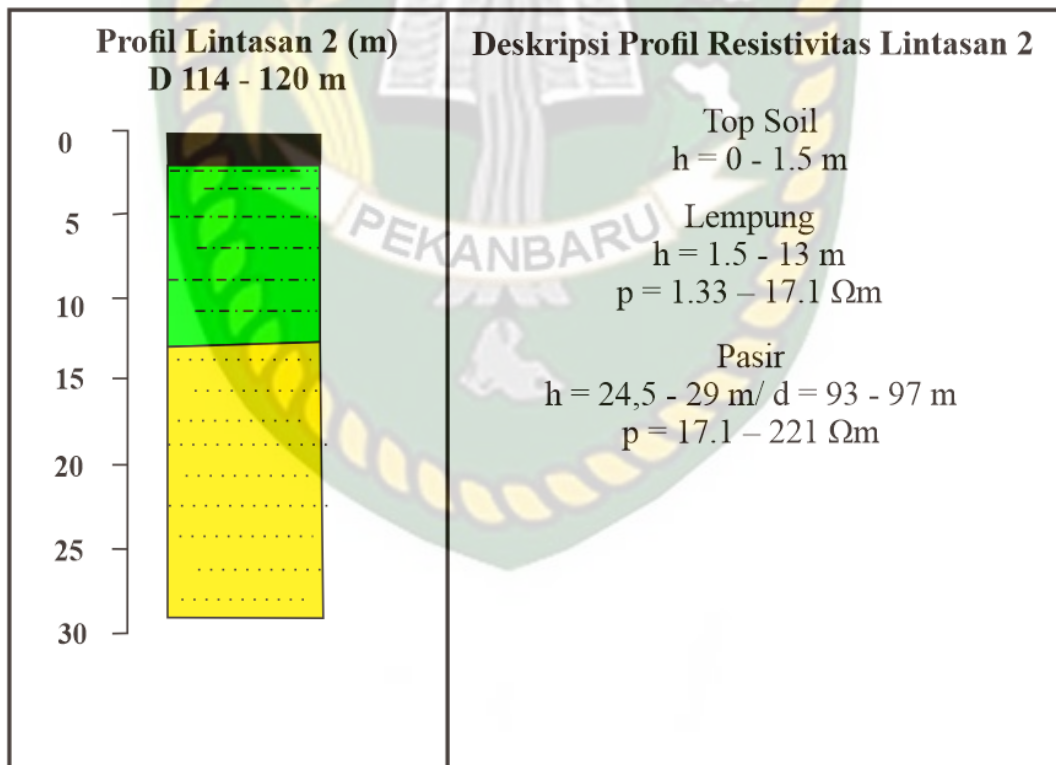 Profil Lintasan 2 (m)
D 114 - 120 m
0
5
10
15
20
25
30
Deskripsi Profil Resistivitas Lintasan 2
Top Soil
h = 0 - 1.5 m
Lempung
h = 1.5 - 13 m
p = 1.33 – 17.1 Ωm
Pasir
h = 24,5 - 29 m/ d = 93 - 97 m
p = 17.1 – 221 Ωm
PEKANBARU